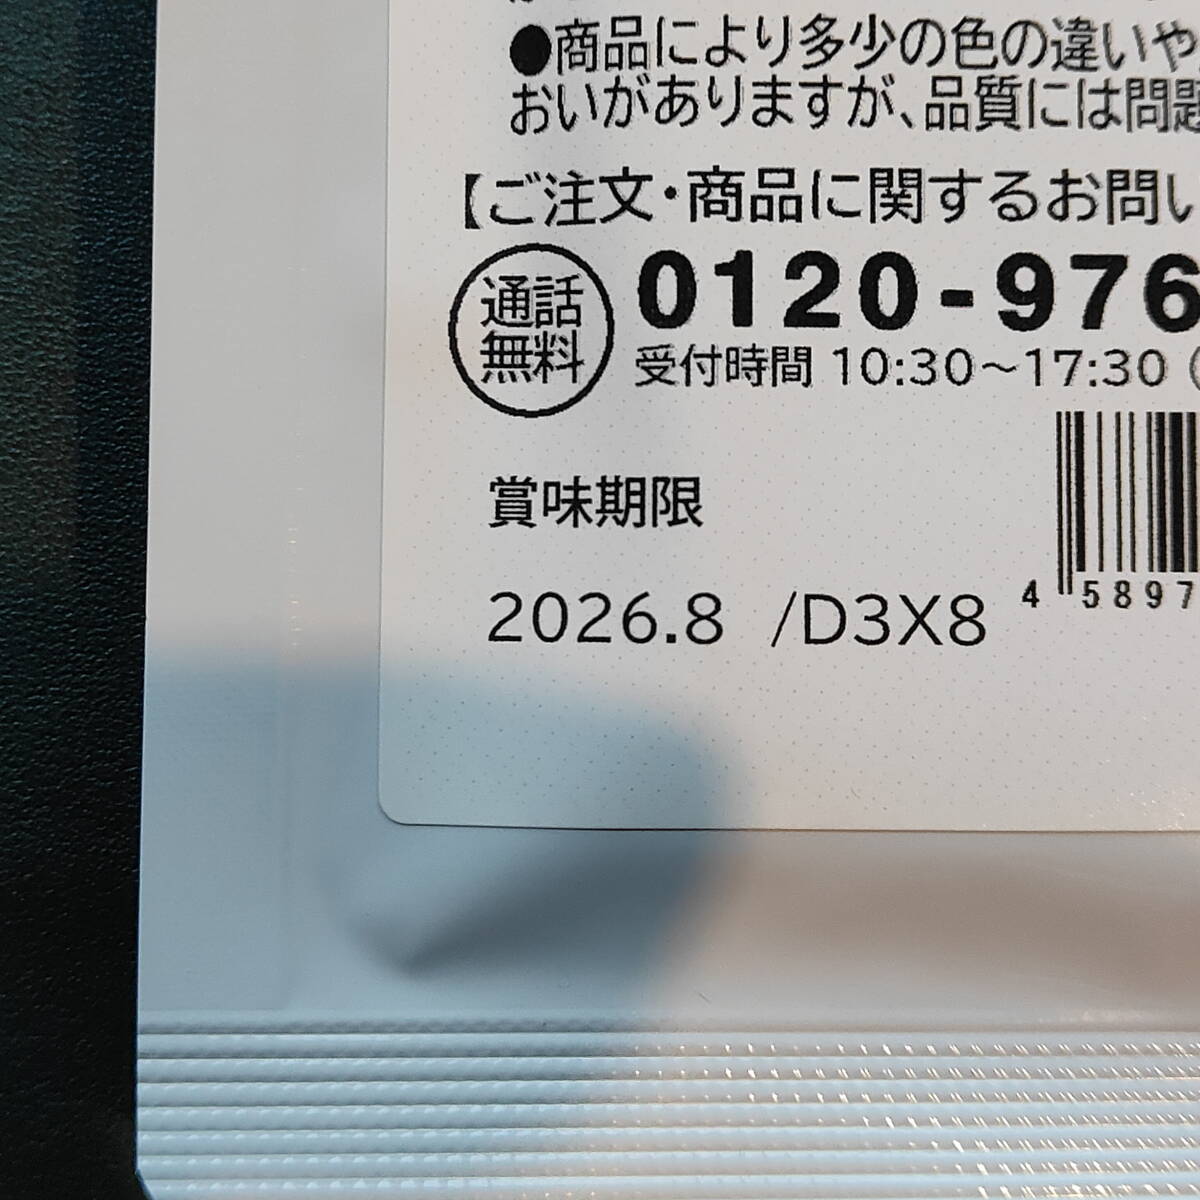 ●商品により多少の色の違いや
おいがありますが、品質には問題
【ご注文・商品に関するお問い
通話
無料
0120-976
受付時間 10:30～17:30（
賞味期限
2026.8 /D3X8
4 5897